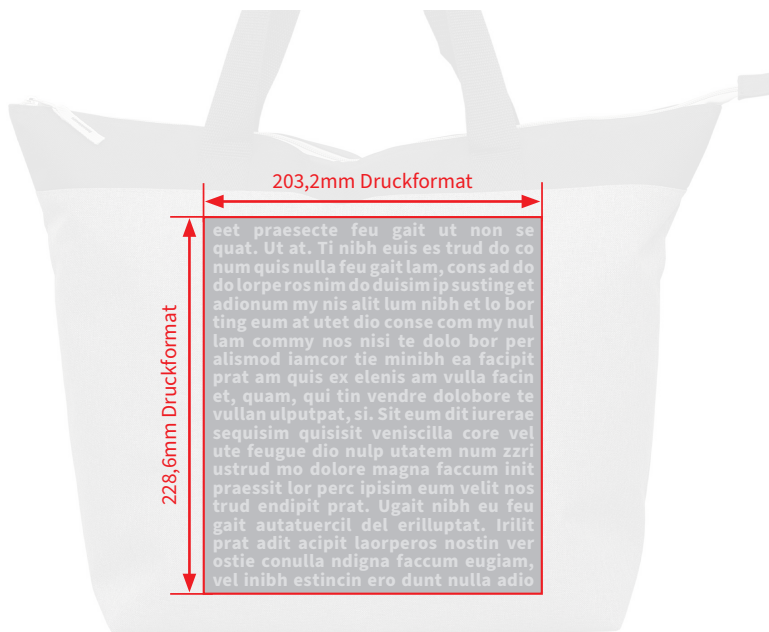 203,2mm Druckformat
228,6mm Druckformat
eet praesecte feu gait ut non se
quat. Ut at. Ti nibh euis es trud do co
num quis nulla feu gait lam, cons ad do
do lorpe ros nim do duisim ip susting et
adionum my nis alit lum nibh et lo bor
ting eum at utet dio conse com my nul
lam commy nos nisi te dolo bor per
alismod iamcor tie minibh ea facipit
prat am quis ex elenis am vulla facin
et, quam, qui tin vendre dolobore te
vullan ulputpat, si. Sit eum dit iurerae
sequisim quisisit veniscilla core vel
ute feugue dio nulp utatem num zzri
ustrud mo dolore magna faccum init
praessit lor perc ipisim eum velit nos
trud endipit prat. Ugait nibh eu feu
gait autatuercil del erilluptat. Irilit
prat adit acipit laorperos nostin ver
ostie conulla ndigna faccum eugiam,
vel inibh estincin ero dunt nulla adio